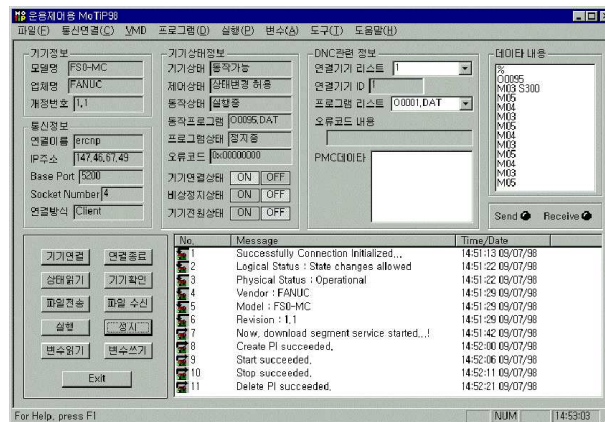 운용제어용 MoTiP98
파일(F) 통신연결(C) VMD 프로그램(D) 실행(P) 변수(A) 도구(T) 도움말(H)
기기정보
모델명 FS0-MC
업체명 FANUC
개정번호 1.1
통신정보
연결이름 ercnp
IP주소 147.46.67.49
Base Port 5200
Socket Number 4
연결방식 Client
기기상태정보
기기상태 동작가능
제어상태 상태변경 허용
동작상태 실행중
동작프로그램 O0095.DAT
프로그램상태 정지중
오류코드 0x00000000
기기연결상태 ON OFF
비상정지상태 ON OFF
기기전원상태 ON OFF
DNC관련 정보
연결기기 리스트 1
연결기기 ID 1
프로그램 리스트 O0001.DAT
오류코드 내용
PMC데이타
데이타 내용
%
O0095
M03 S300
M05
M04
M03
M05
M04
M03
M05
M04
M03
M05
Send Receive
기기연결 연결종료
상태읽기 기기확인
파일전송 파일 수신
실행 정지
변수읽기 변수쓰기
Exit
No. Message Time/Date
1 Successfully Connection Initialized... 14:51:13 09/07/98
2 Logical Status : State changes allowed 14:51:22 09/07/98
3 Physical Status : Operational 14:51:22 09/07/98
4 Vendor : FANUC 14:51:29 09/07/98
5 Model : FS0-MC 14:51:29 09/07/98
6 Revision : 1.1 14:51:29 09/07/98
7 Now, download segment service started...! 14:51:42 09/07/98
8 Create PI succeeded. 14:52:00 09/07/98
9 Start succeeded. 14:52:06 09/07/98
10 Stop succeeded. 14:52:11 09/07/98
11 Delete PI succeeded. 14:52:21 09/07/98
For Help, press F1
NUM 14:53:03